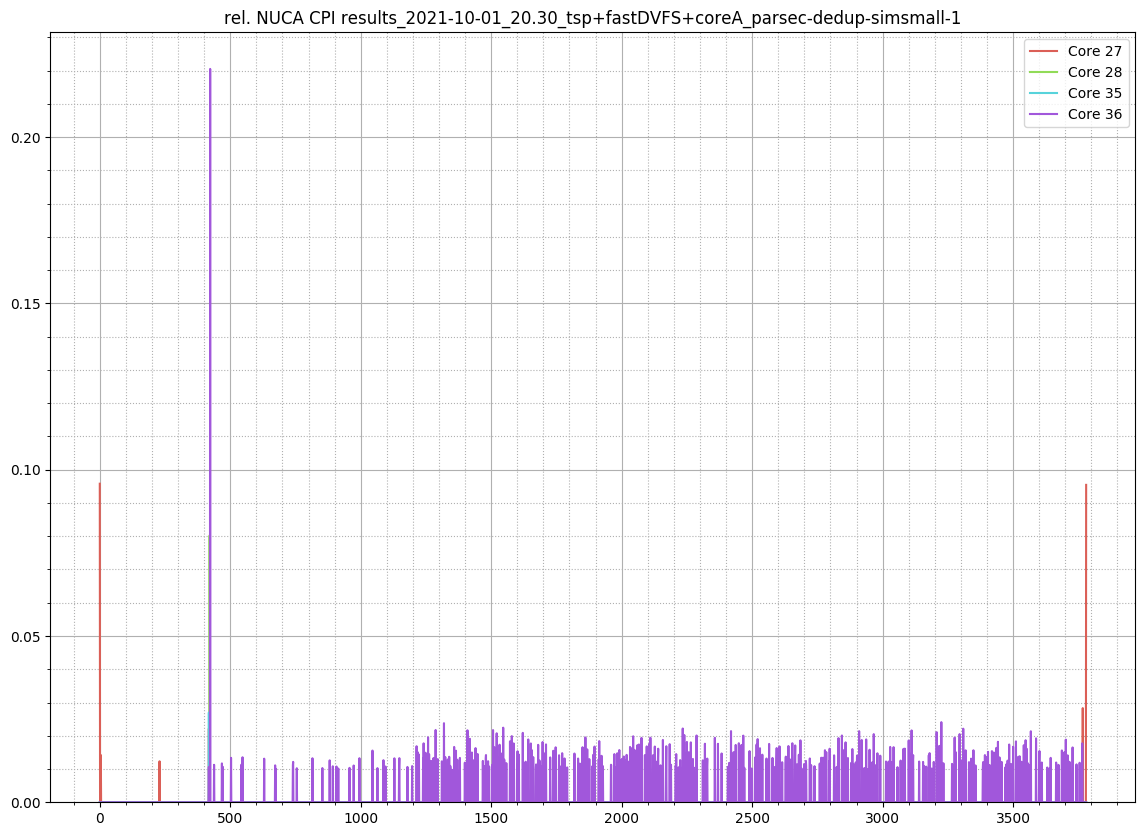 rel. NUCA CPI results_2021-10-01_20.30_tsp+fastDVFS+coreA_parsec-dedup-simsmall-1
Core 27
Core 28
Core 35
Core 36
0.20
0.15
0.10
0.05
0.00
0 500 1000 1500 2000 2500 3000 3500